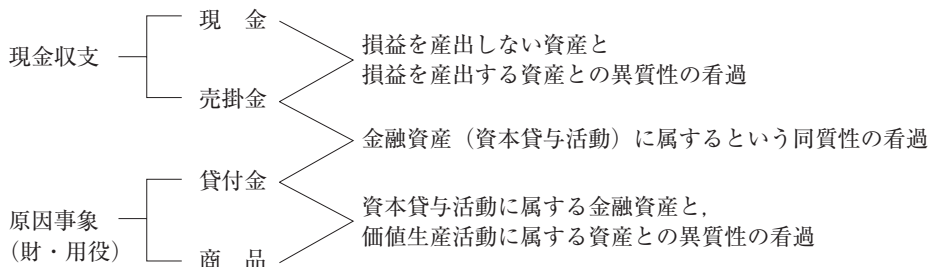 現金収支
現　金
売掛金
損益を産出しない資産と
損益を産出する資産との異質性の看過
金融資産（資本貸与活動）に属するという同質性の看過
原因事象
（財・用役）
貸付金
商　品
資本貸与活動に属する金融資産と，
価値生産活動に属する資産との異質性の看過